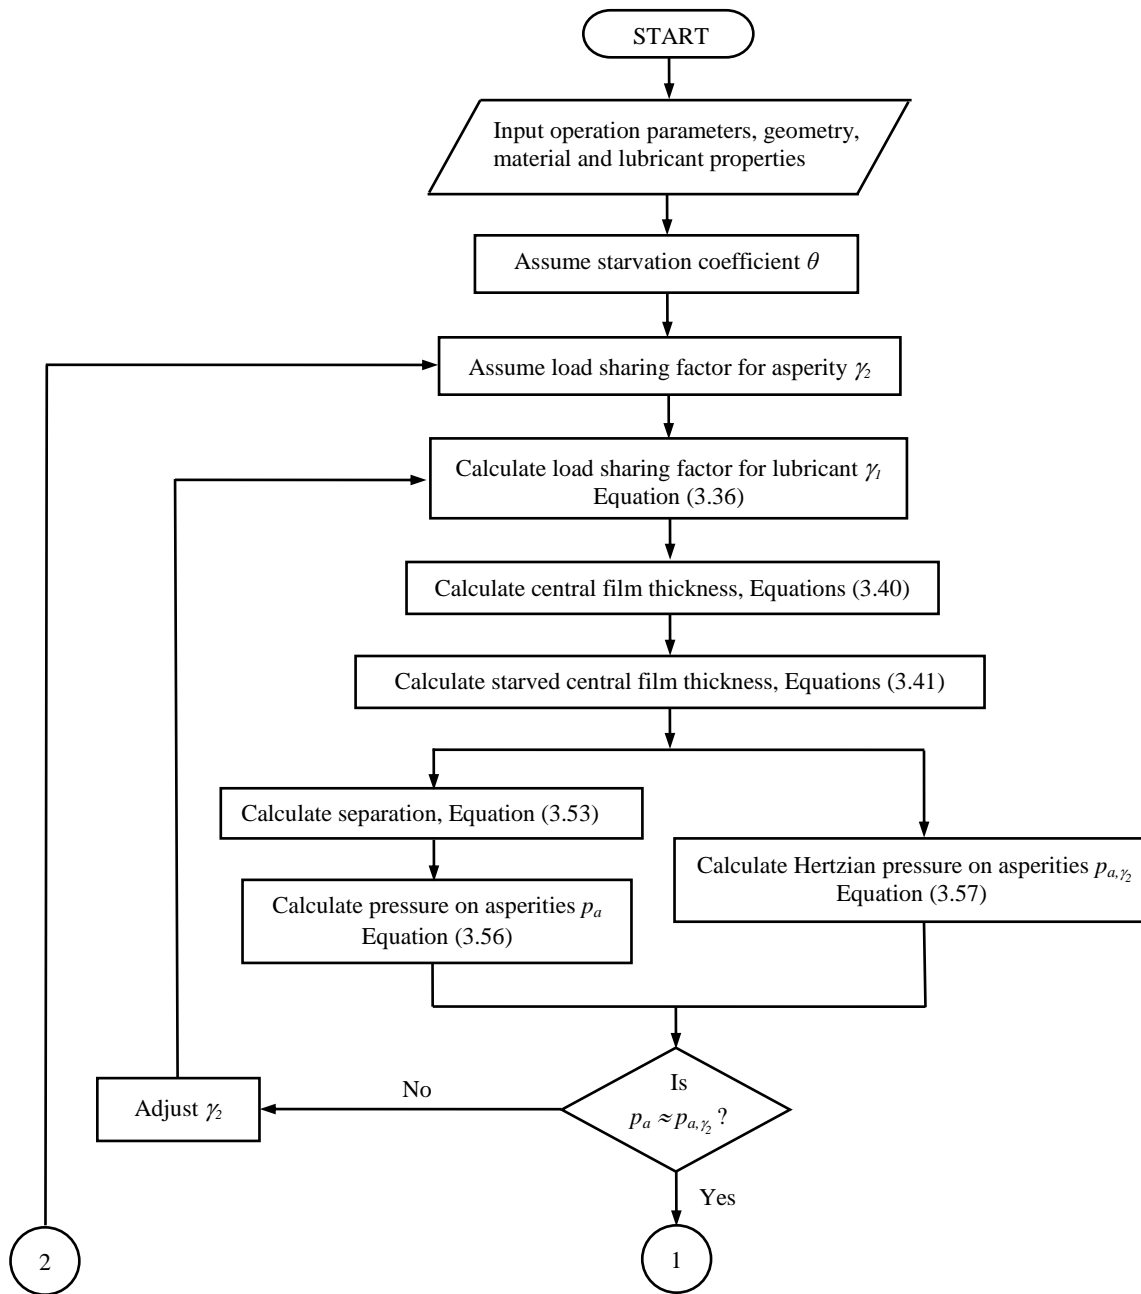 START
Input operation parameters, geometry,
material and lubricant properties
Assume starvation coefficient θ
Assume load sharing factor for asperity γ₂
Calculate load sharing factor for lubricant γ₁
Equation (3.36)
Calculate central film thickness, Equations (3.40)
Calculate starved central film thickness, Equations (3.41)
Calculate separation, Equation (3.53)
Calculate Hertzian pressure on asperities pₐ,γ₂
Equation (3.57)
Calculate pressure on asperities pₐ
Equation (3.56)
Is
pₐ ≈ pₐ,γ₂ ?
No
Adjust γ₂
Yes
2
1